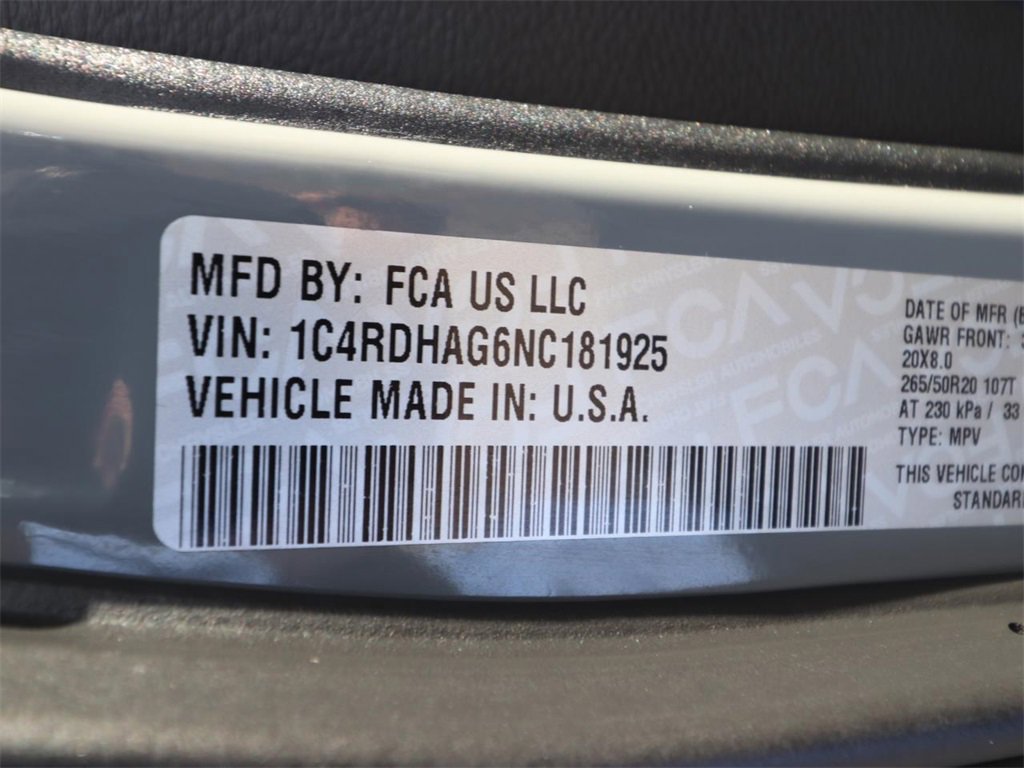 MFD BY: FCA US LLC
VIN: 1C4RDHAG6NC181925
VEHICLE MADE IN: U.S.A.
DATE OF MFR
GAWR FRONT:
20X8.0
265/50R20 107T
AT 230 kPa / 33
TYPE: MPV
THIS VEHICLE